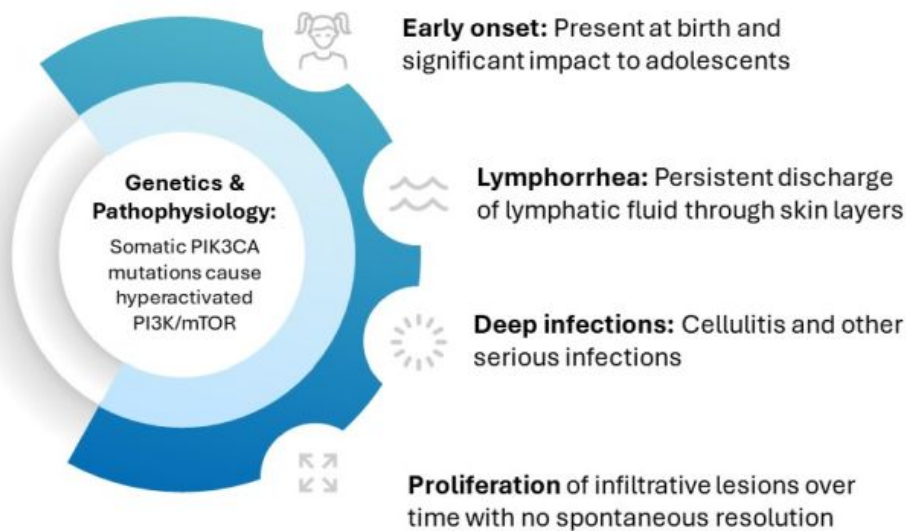 Early onset: Present at birth and
significant impact to adolescents
Genetics &
Pathophysiology:
Somatic PIK3CA
mutations cause
hyperactivated
PI3K/mTOR
Lymphorrhea: Persistent discharge
of lymphatic fluid through skin layers
Deep infections: Cellulitis and other
serious infections
Proliferation of infiltrative lesions over
time with no spontaneous resolution